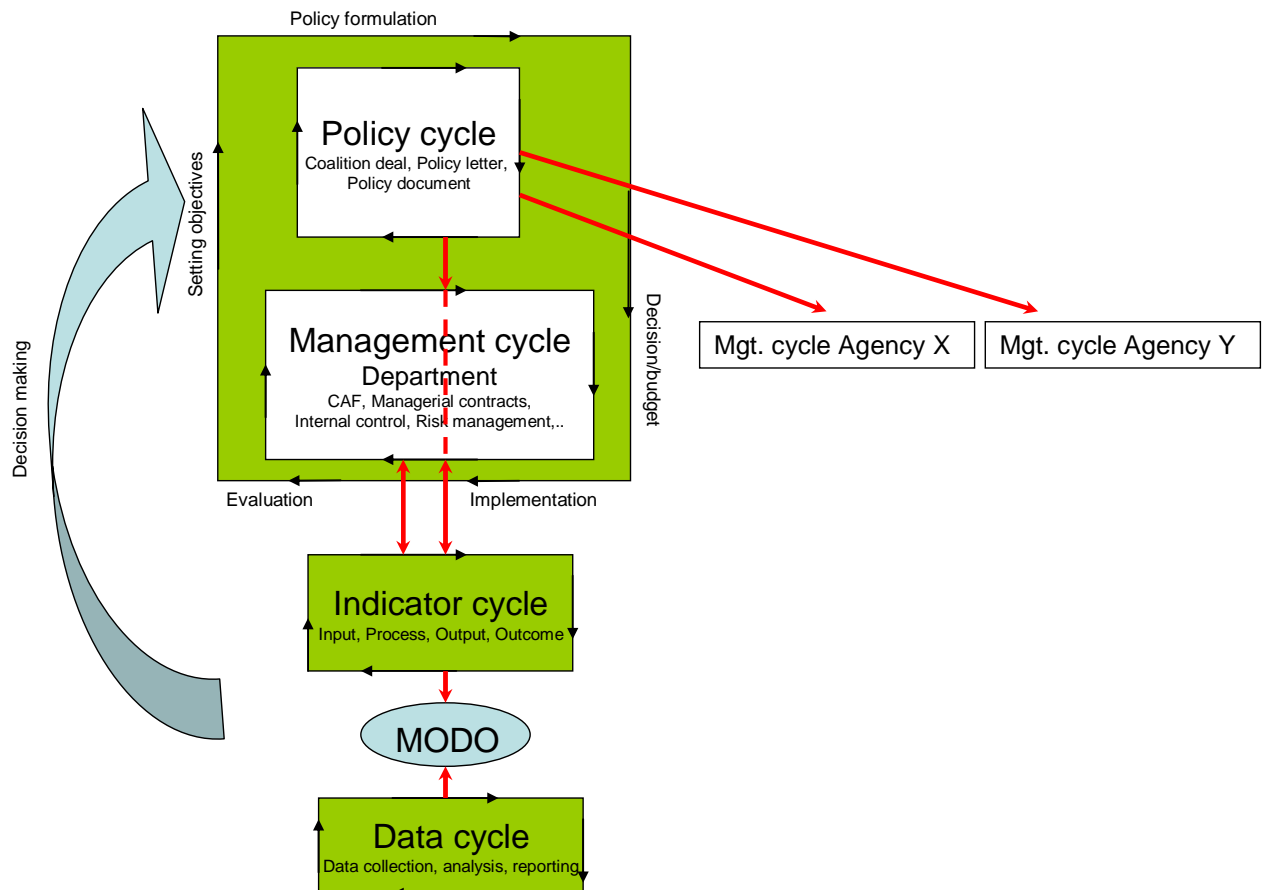 Policy formulation
Policy cycle
Coalition deal, Policy letter,
Policy document
Setting objectives
Decision making
Decision/budget
Management cycle
Department
CAF, Managerial contracts,
Internal control, Risk management,..
Mgt. cycle Agency X
Mgt. cycle Agency Y
Evaluation
Implementation
Indicator cycle
Input, Process, Output, Outcome
MODO
Data cycle
Data collection, analysis, reporting